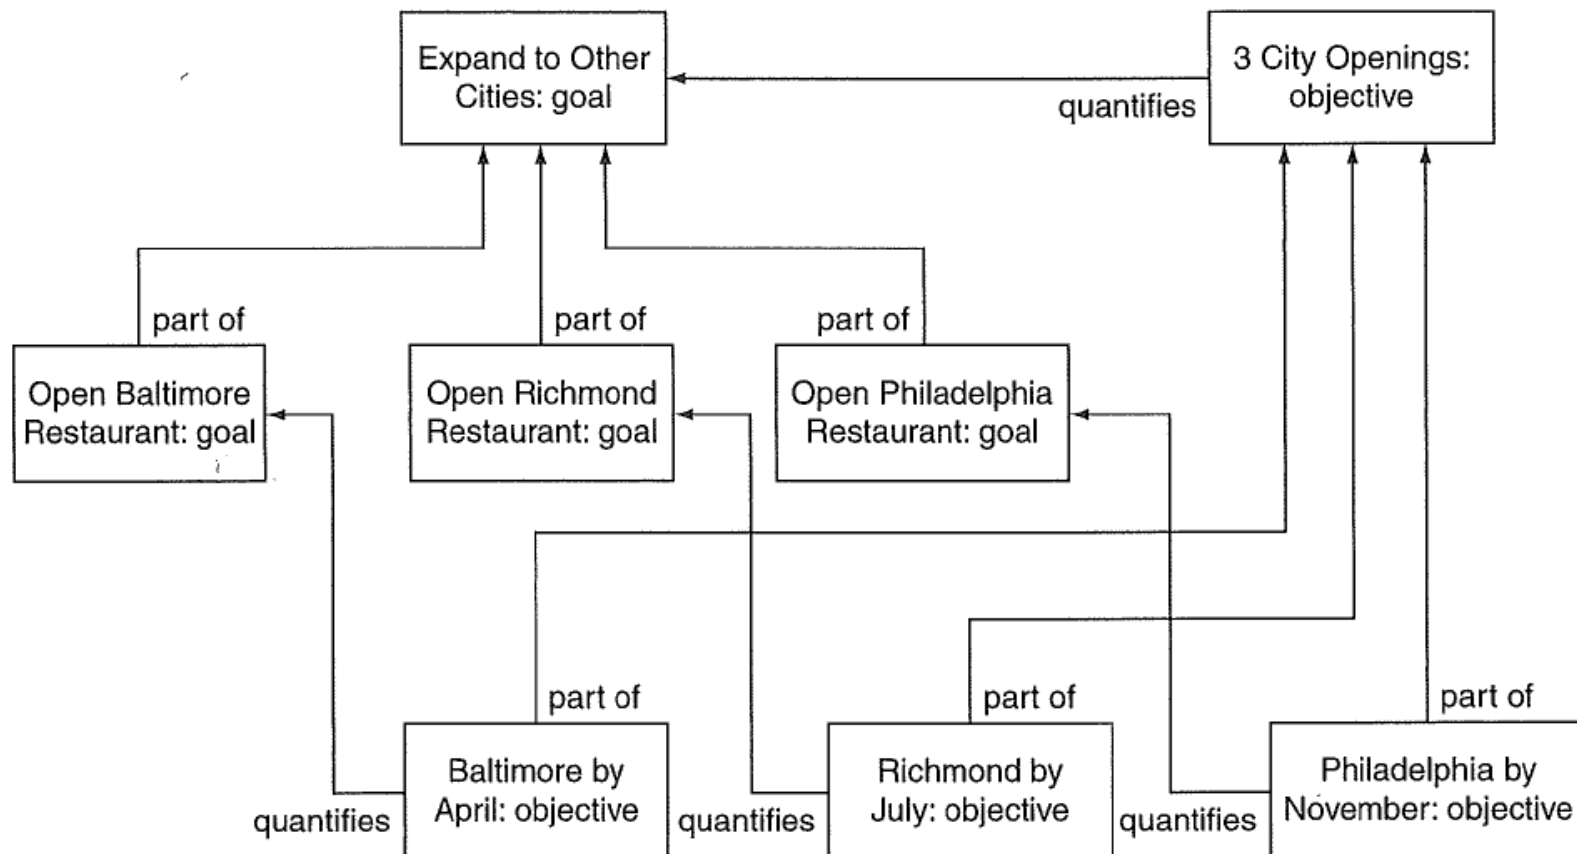 Expand to Other
Cities: goal
3 City Openings:
objective
quantifies
part of
part of
part of
Open Baltimore
Restaurant: goal
Open Richmond
Restaurant: goal
Open Philadelphia
Restaurant: goal
part of
part of
part of
Baltimore by
April: objective
Richmond by
July: objective
Philadelphia by
November: objective
quantifies
quantifies
quantifies